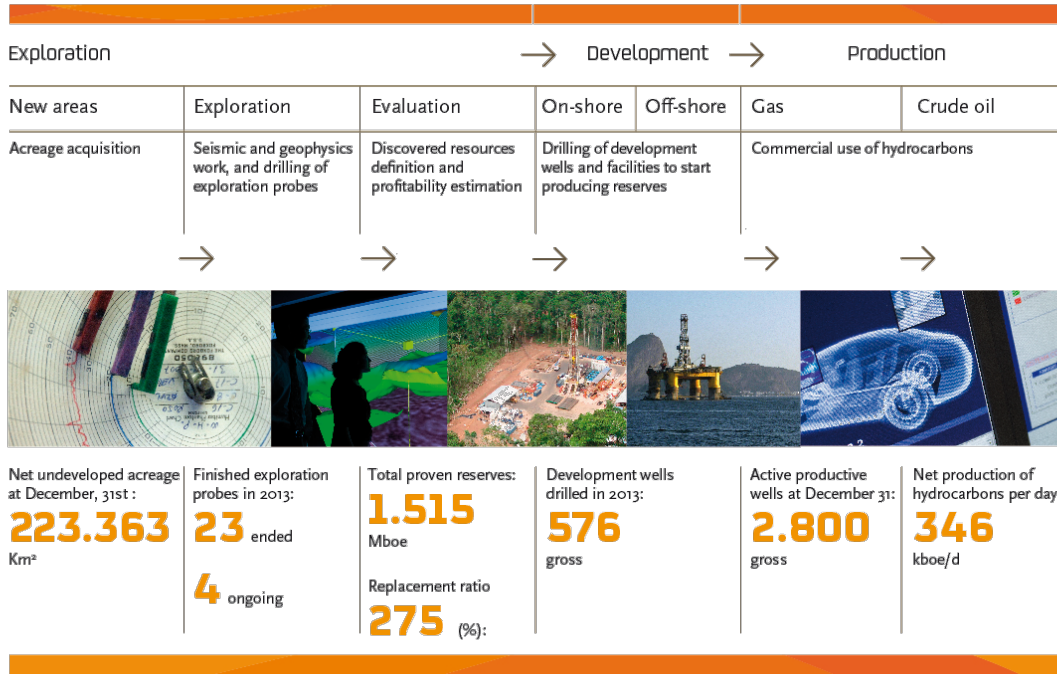 Exploration
Development
Production
New areas
Exploration
Evaluation
On-shore
Off-shore
Gas
Crude oil
Acreage acquisition
Seismic and geophysics
work, and drilling of
exploration probes
Discovered resources
definition and
profitability estimation
Drilling of development
wells and facilities to start
producing reserves
Commercial use of hydrocarbons
Net undeveloped acreage
at December, 31st :
223.363
Km²
Finished exploration
probes in 2013:
23 ended
4 ongoing
Total proven reserves:
1.515
Mboe
Replacement ratio
275 (%):
Development wells
drilled in 2013:
576
gross
Active productive
wells at December 31:
2.800
gross
Net production of
hydrocarbons per day
346
kboe/d